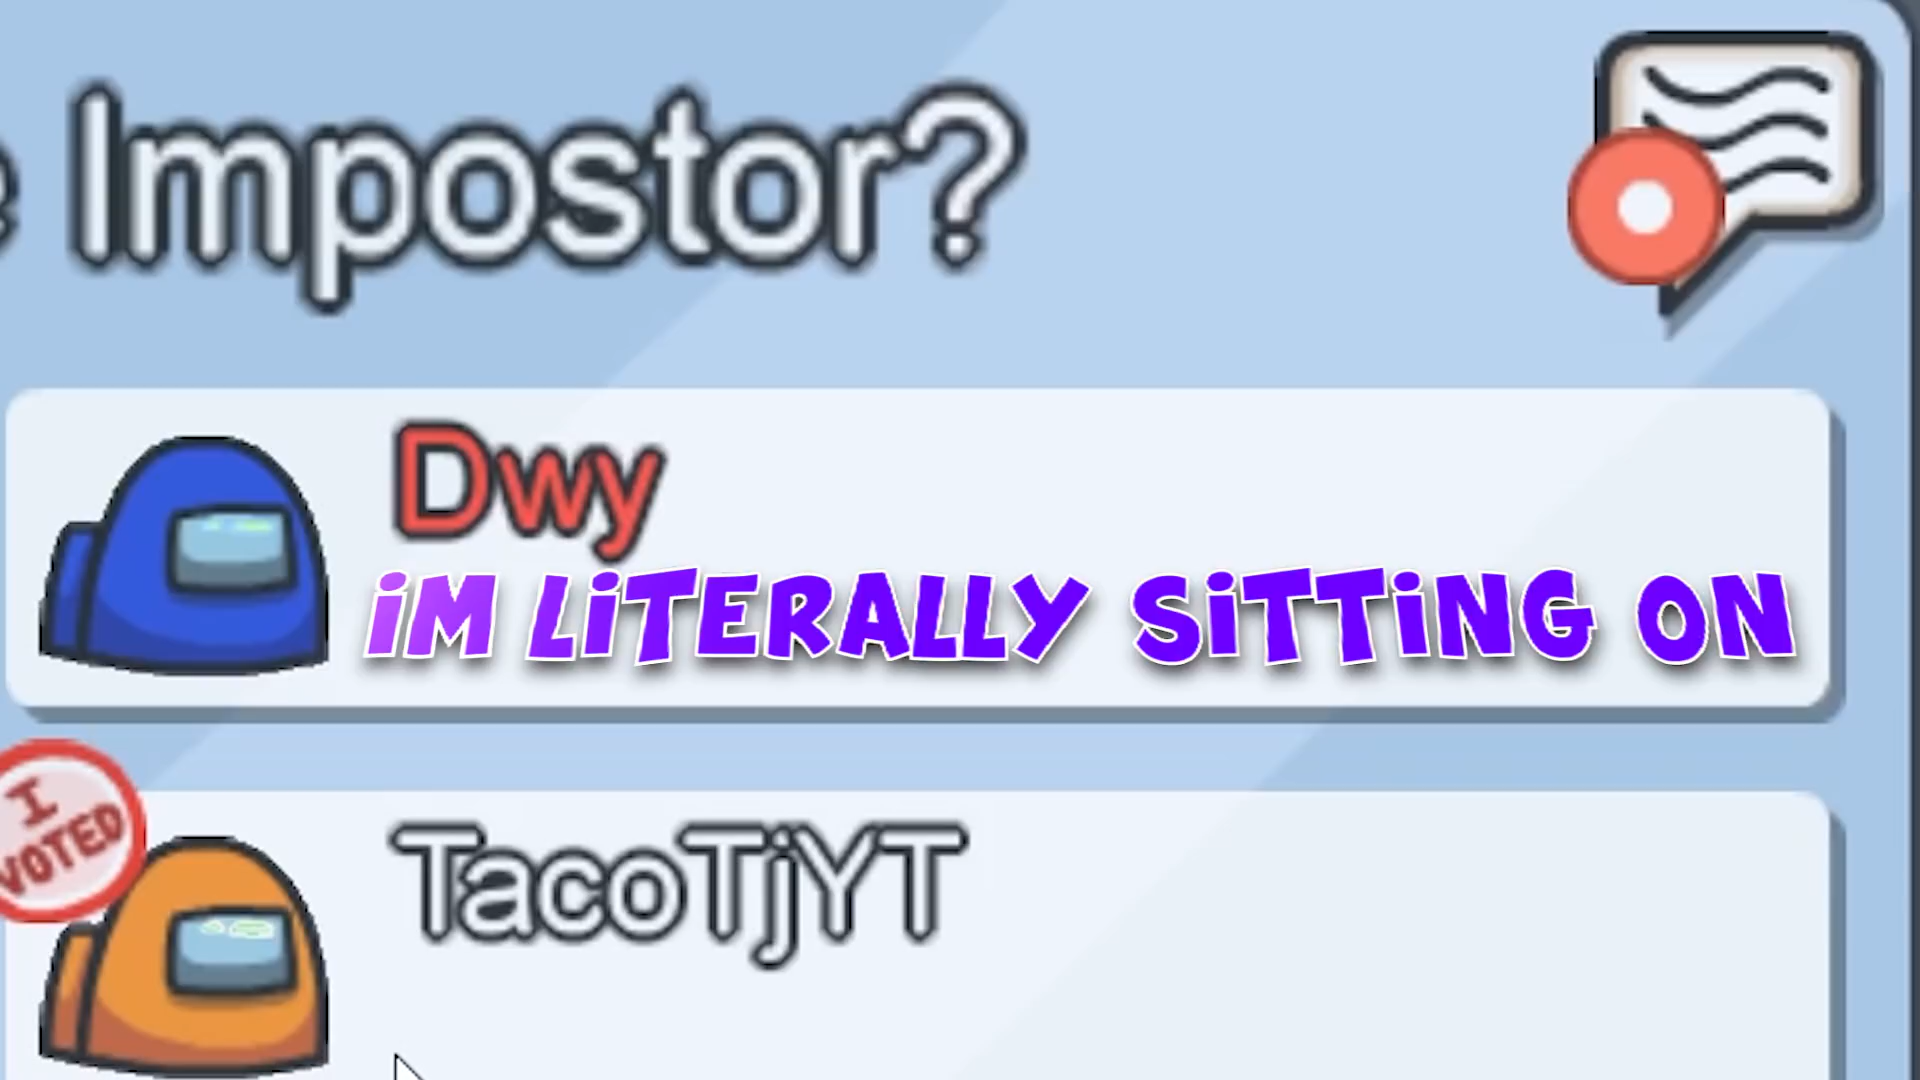 Impostor?
Dwy
iM LiTERALLY SiTTiNG ON
I
VOTED
TacoTjYT